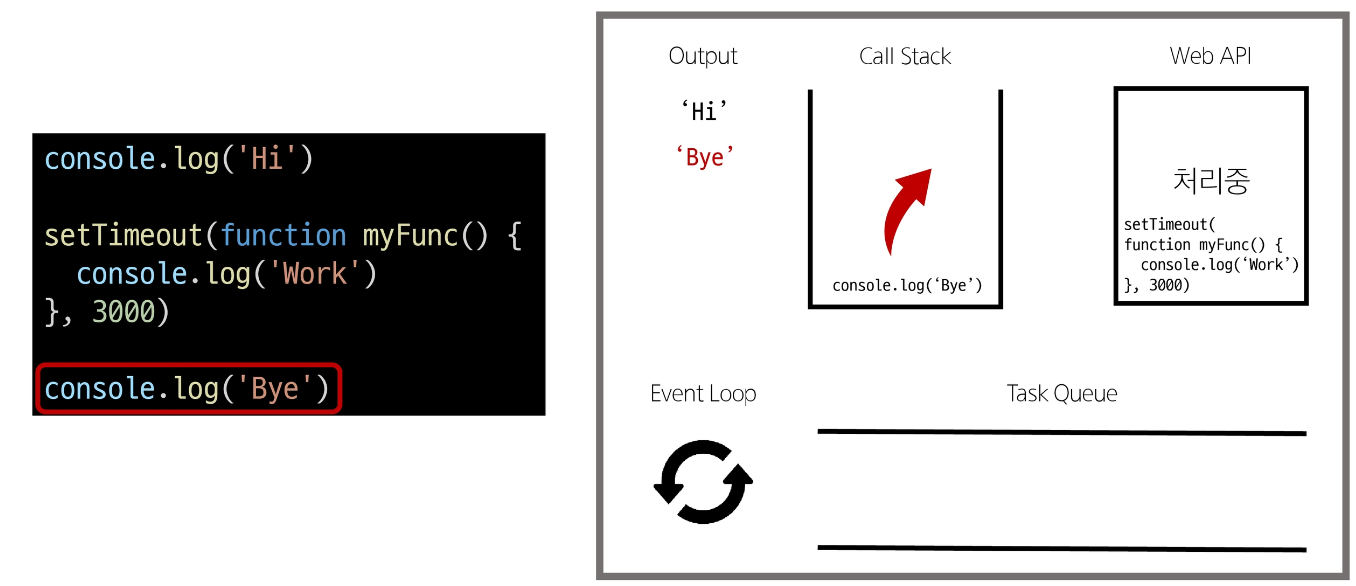 console.log('Hi')
setTimeout(function myFunc() {
  console.log('Work')
}, 3000)
console.log('Bye')
Output
‘Hi’
‘Bye’
Call Stack
console.log(‘Bye’)
Web API
처리중
setTimeout(
function myFunc() {
  console.log(‘Work’)
}, 3000)
Event Loop
Task Queue